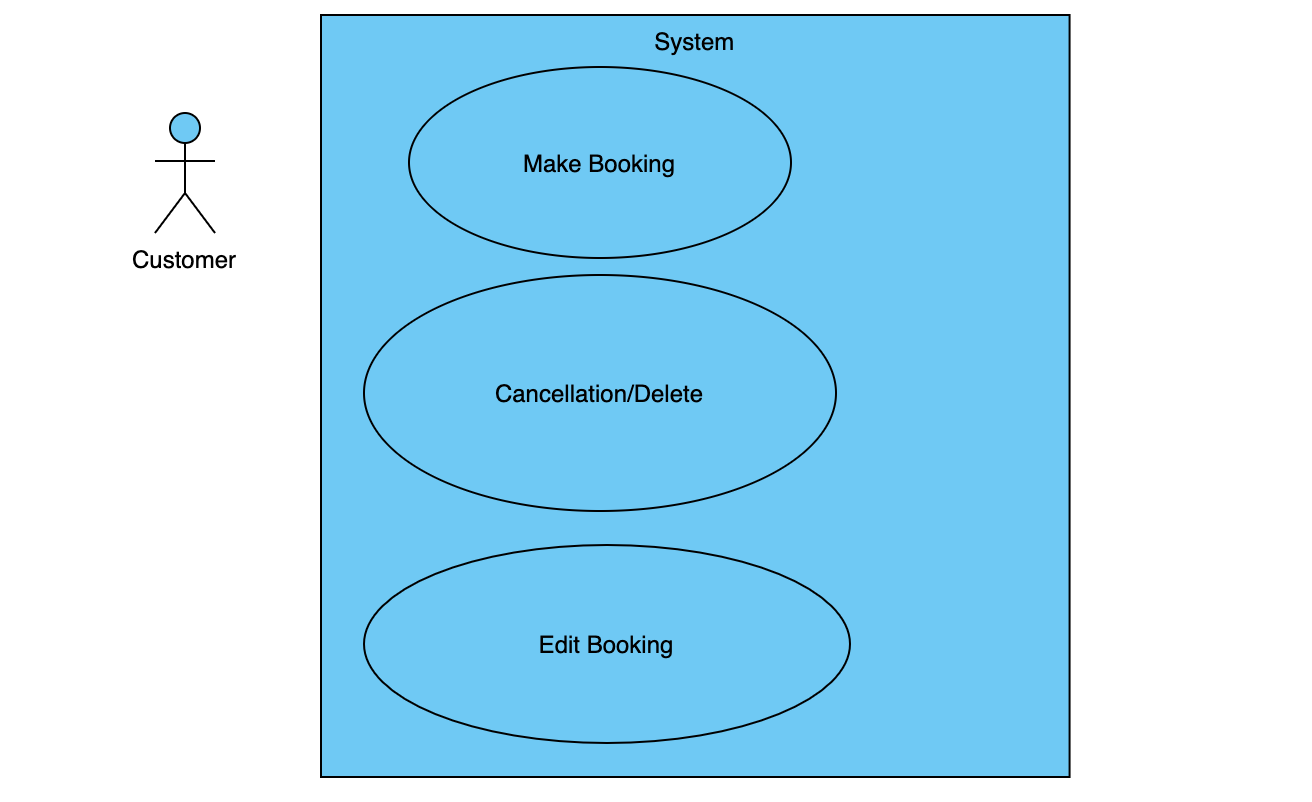 System
Make Booking
Customer
Cancellation/Delete
Edit Booking